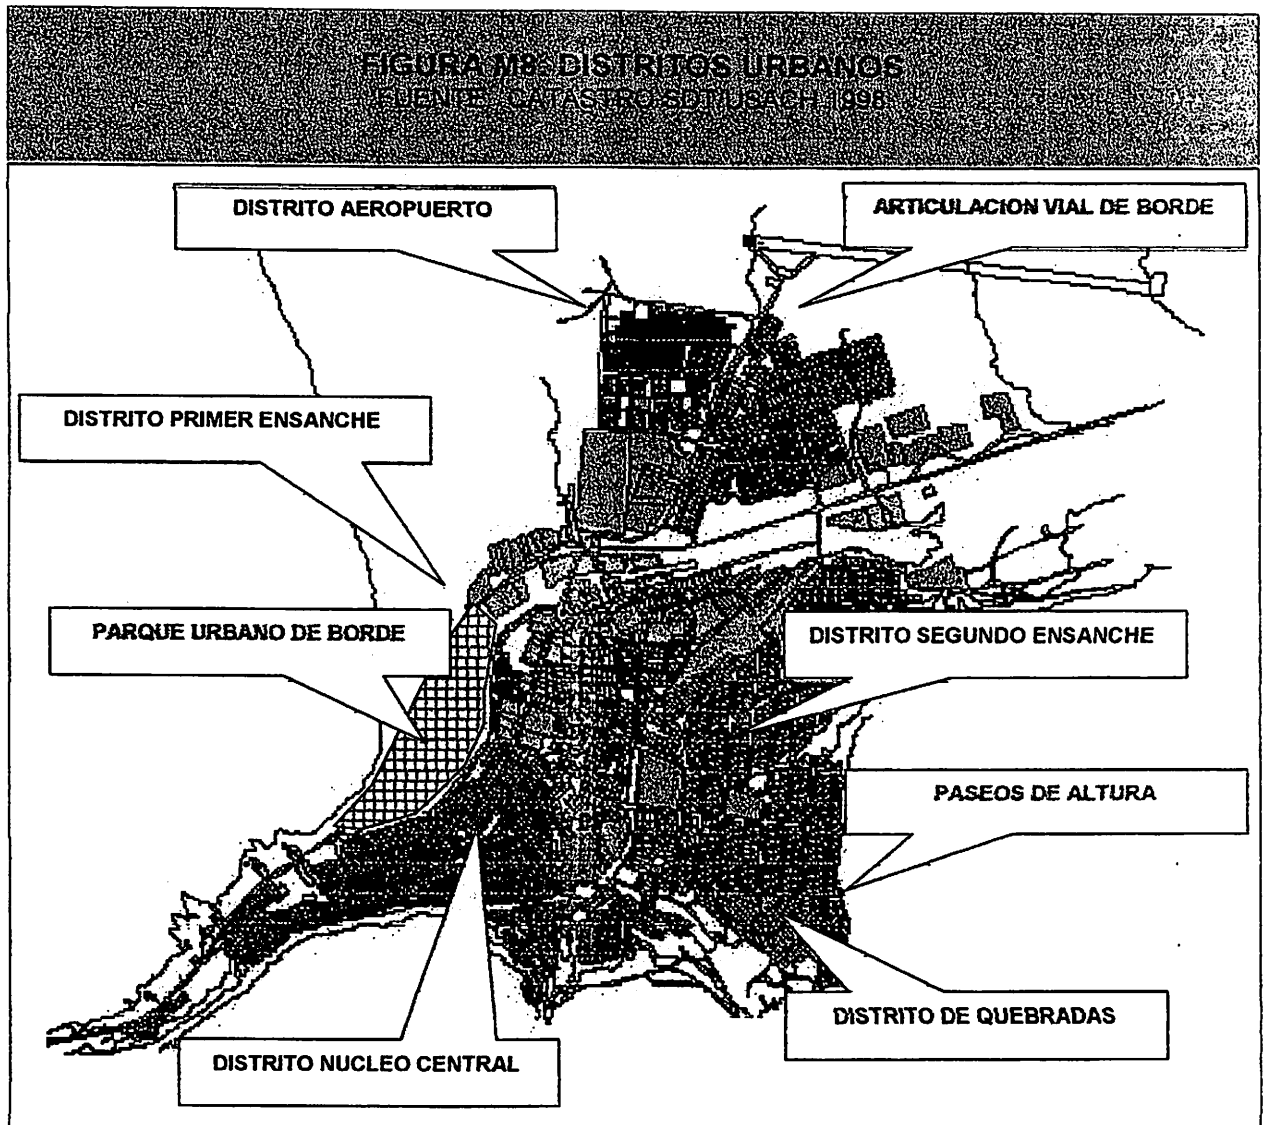 FIGURA M8: DISTRITOS URBANOS
FUENTE: CATASTRO SDT/USACH 1998
DISTRITO AEROPUERTO
ARTICULACION VIAL DE BORDE
DISTRITO PRIMER ENSANCHE
PARQUE URBANO DE BORDE
DISTRITO SEGUNDO ENSANCHE
PASEOS DE ALTURA
DISTRITO DE QUEBRADAS
DISTRITO NUCLEO CENTRAL